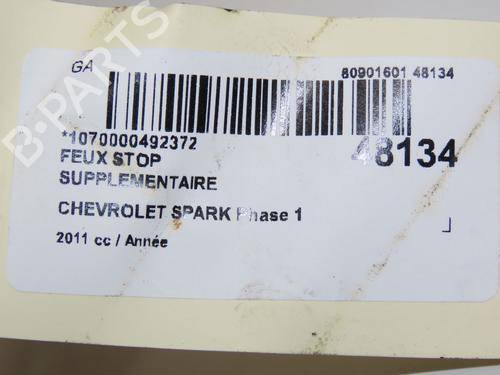 GA
80901601 48134
*1070000492372
48134
FEUX STOP
SUPPLEMENTAIRE
CHEVROLET SPARK Phase 1
2011 cc / Année
B-PARTS